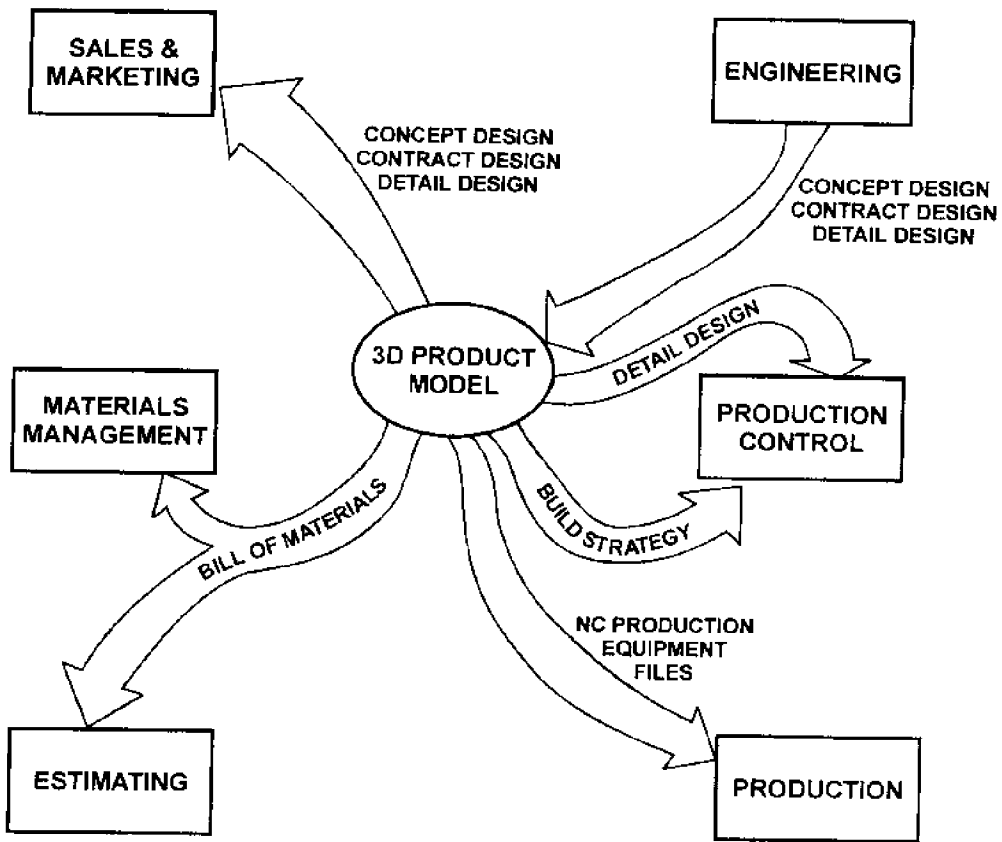 SALES &
MARKETING
ENGINEERING
CONCEPT DESIGN
CONTRACT DESIGN
DETAIL DESIGN
CONCEPT DESIGN
CONTRACT DESIGN
DETAIL DESIGN
3D PRODUCT
MODEL
DETAIL DESIGN
MATERIALS
MANAGEMENT
PRODUCTION
CONTROL
BILL OF MATERIALS
BUILD STRATEGY
NC PRODUCTION
EQUIPMENT
FILES
ESTIMATING
PRODUCTION